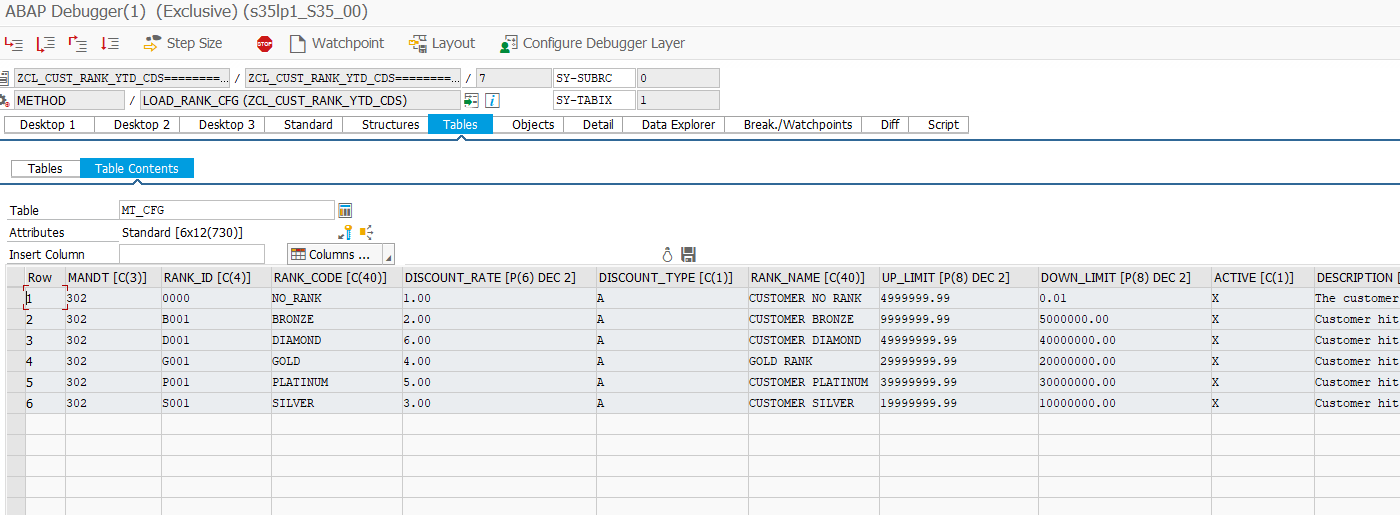 ABAP Debugger(1) (Exclusive) (s35lp1_S35_00)
Step Size Watchpoint Layout Configure Debugger Layer
ZCL_CUST_RANK_YTD_CDS========... / ZCL_CUST_RANK_YTD_CDS========... / 7 SY-SUBRC 0
METHOD / LOAD_RANK_CFG (ZCL_CUST_RANK_YTD_CDS) SY-TABIX 1
Desktop 1 Desktop 2 Desktop 3 Standard Structures Tables Objects Detail Data Explorer Break./Watchpoints Diff Script
Tables Table Contents
Table MT_CFG
Attributes Standard [6x12(730)]
Insert Column Columns ...
Row MANDT [C(3)] RANK_ID [C(4)] RANK_CODE [C(40)] DISCOUNT_RATE [P(6) DEC 2] DISCOUNT_TYPE [C(1)] RANK_NAME [C(40)] UP_LIMIT [P(8) DEC 2] DOWN_LIMIT [P(8) DEC 2] ACTIVE [C(1)] DESCRIPTION [
1 302 0000 NO_RANK 1.00 A CUSTOMER NO RANK 4999999.99 0.01 X The customer
2 302 B001 BRONZE 2.00 A CUSTOMER BRONZE 9999999.99 5000000.00 X Customer hit
3 302 D001 DIAMOND 6.00 A CUSTOMER DIAMOND 49999999.99 40000000.00 X Customer hit
4 302 G001 GOLD 4.00 A GOLD RANK 29999999.99 20000000.00 X Customer hit
5 302 P001 PLATINUM 5.00 A CUSTOMER PLATINUM 39999999.99 30000000.00 X Customer hit
6 302 S001 SILVER 3.00 A CUSTOMER SILVER 19999999.99 10000000.00 X Customer hit